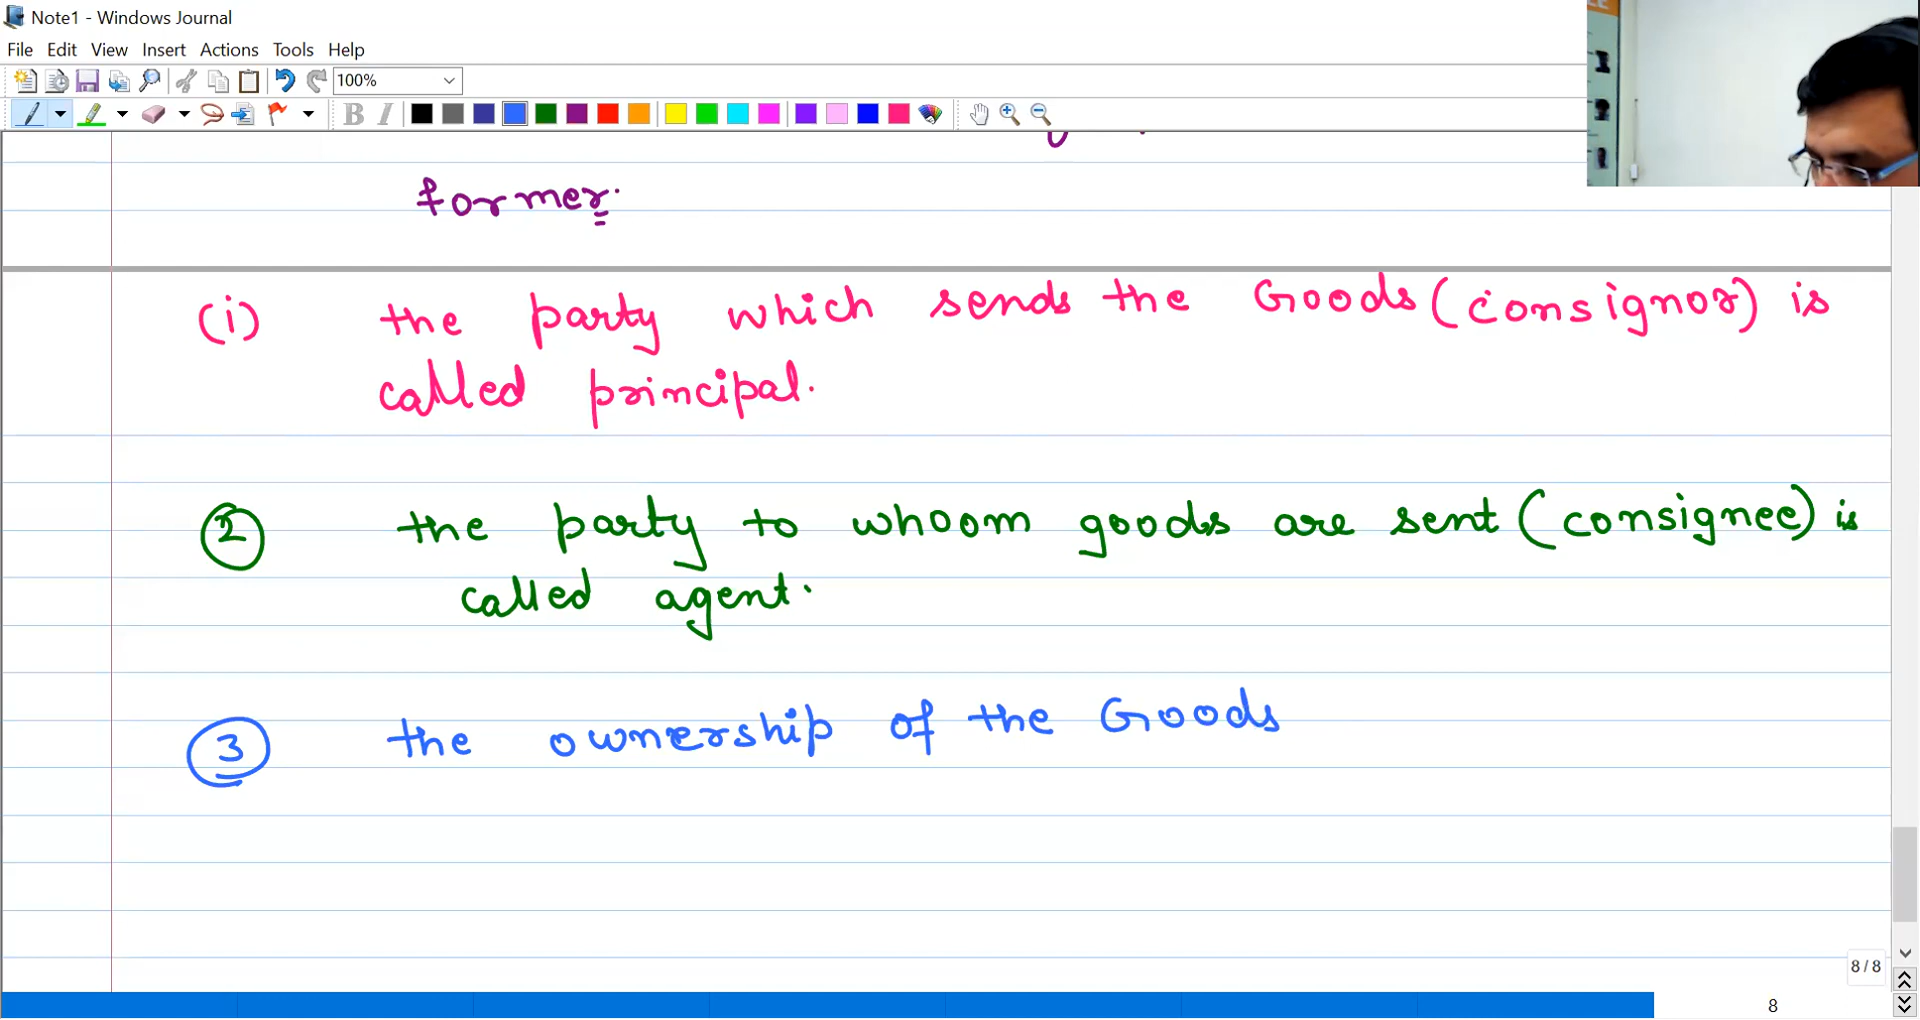 Note1 - Windows Journal
File Edit View Insert Actions Tools Help
100%
B I
former.
(i) the party which sends the Goods (consignor) is
called principal.
2 the party to whoom goods are sent (consignee) is
called agent.
3 the ownership of the Goods
8 / 8
8